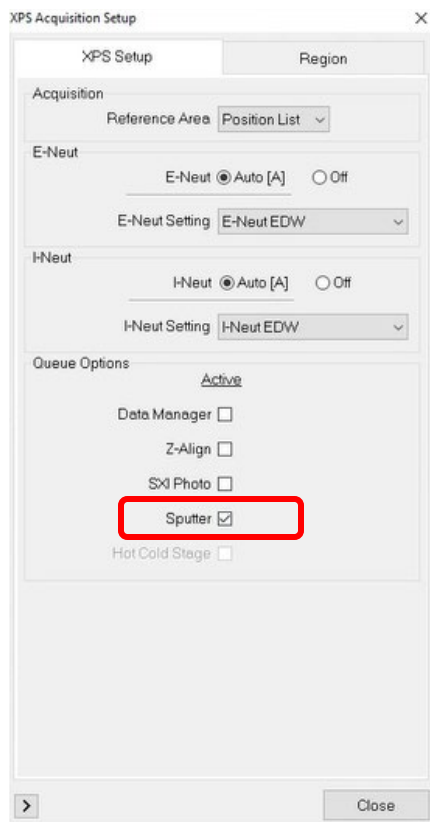 XPS Acquisition Setup
XPS Setup Region
Acquisition
Reference Area Position List
E-Neut
E-Neut Auto [A] Off
E-Neut Setting E-Neut EDW
I-Neut
I-Neut Auto [A] Off
I-Neut Setting I-Neut EDW
Queue Options
Active
Data Manager
Z-Align
SXI Photo
Sputter
Hot Cold Stage
> Close